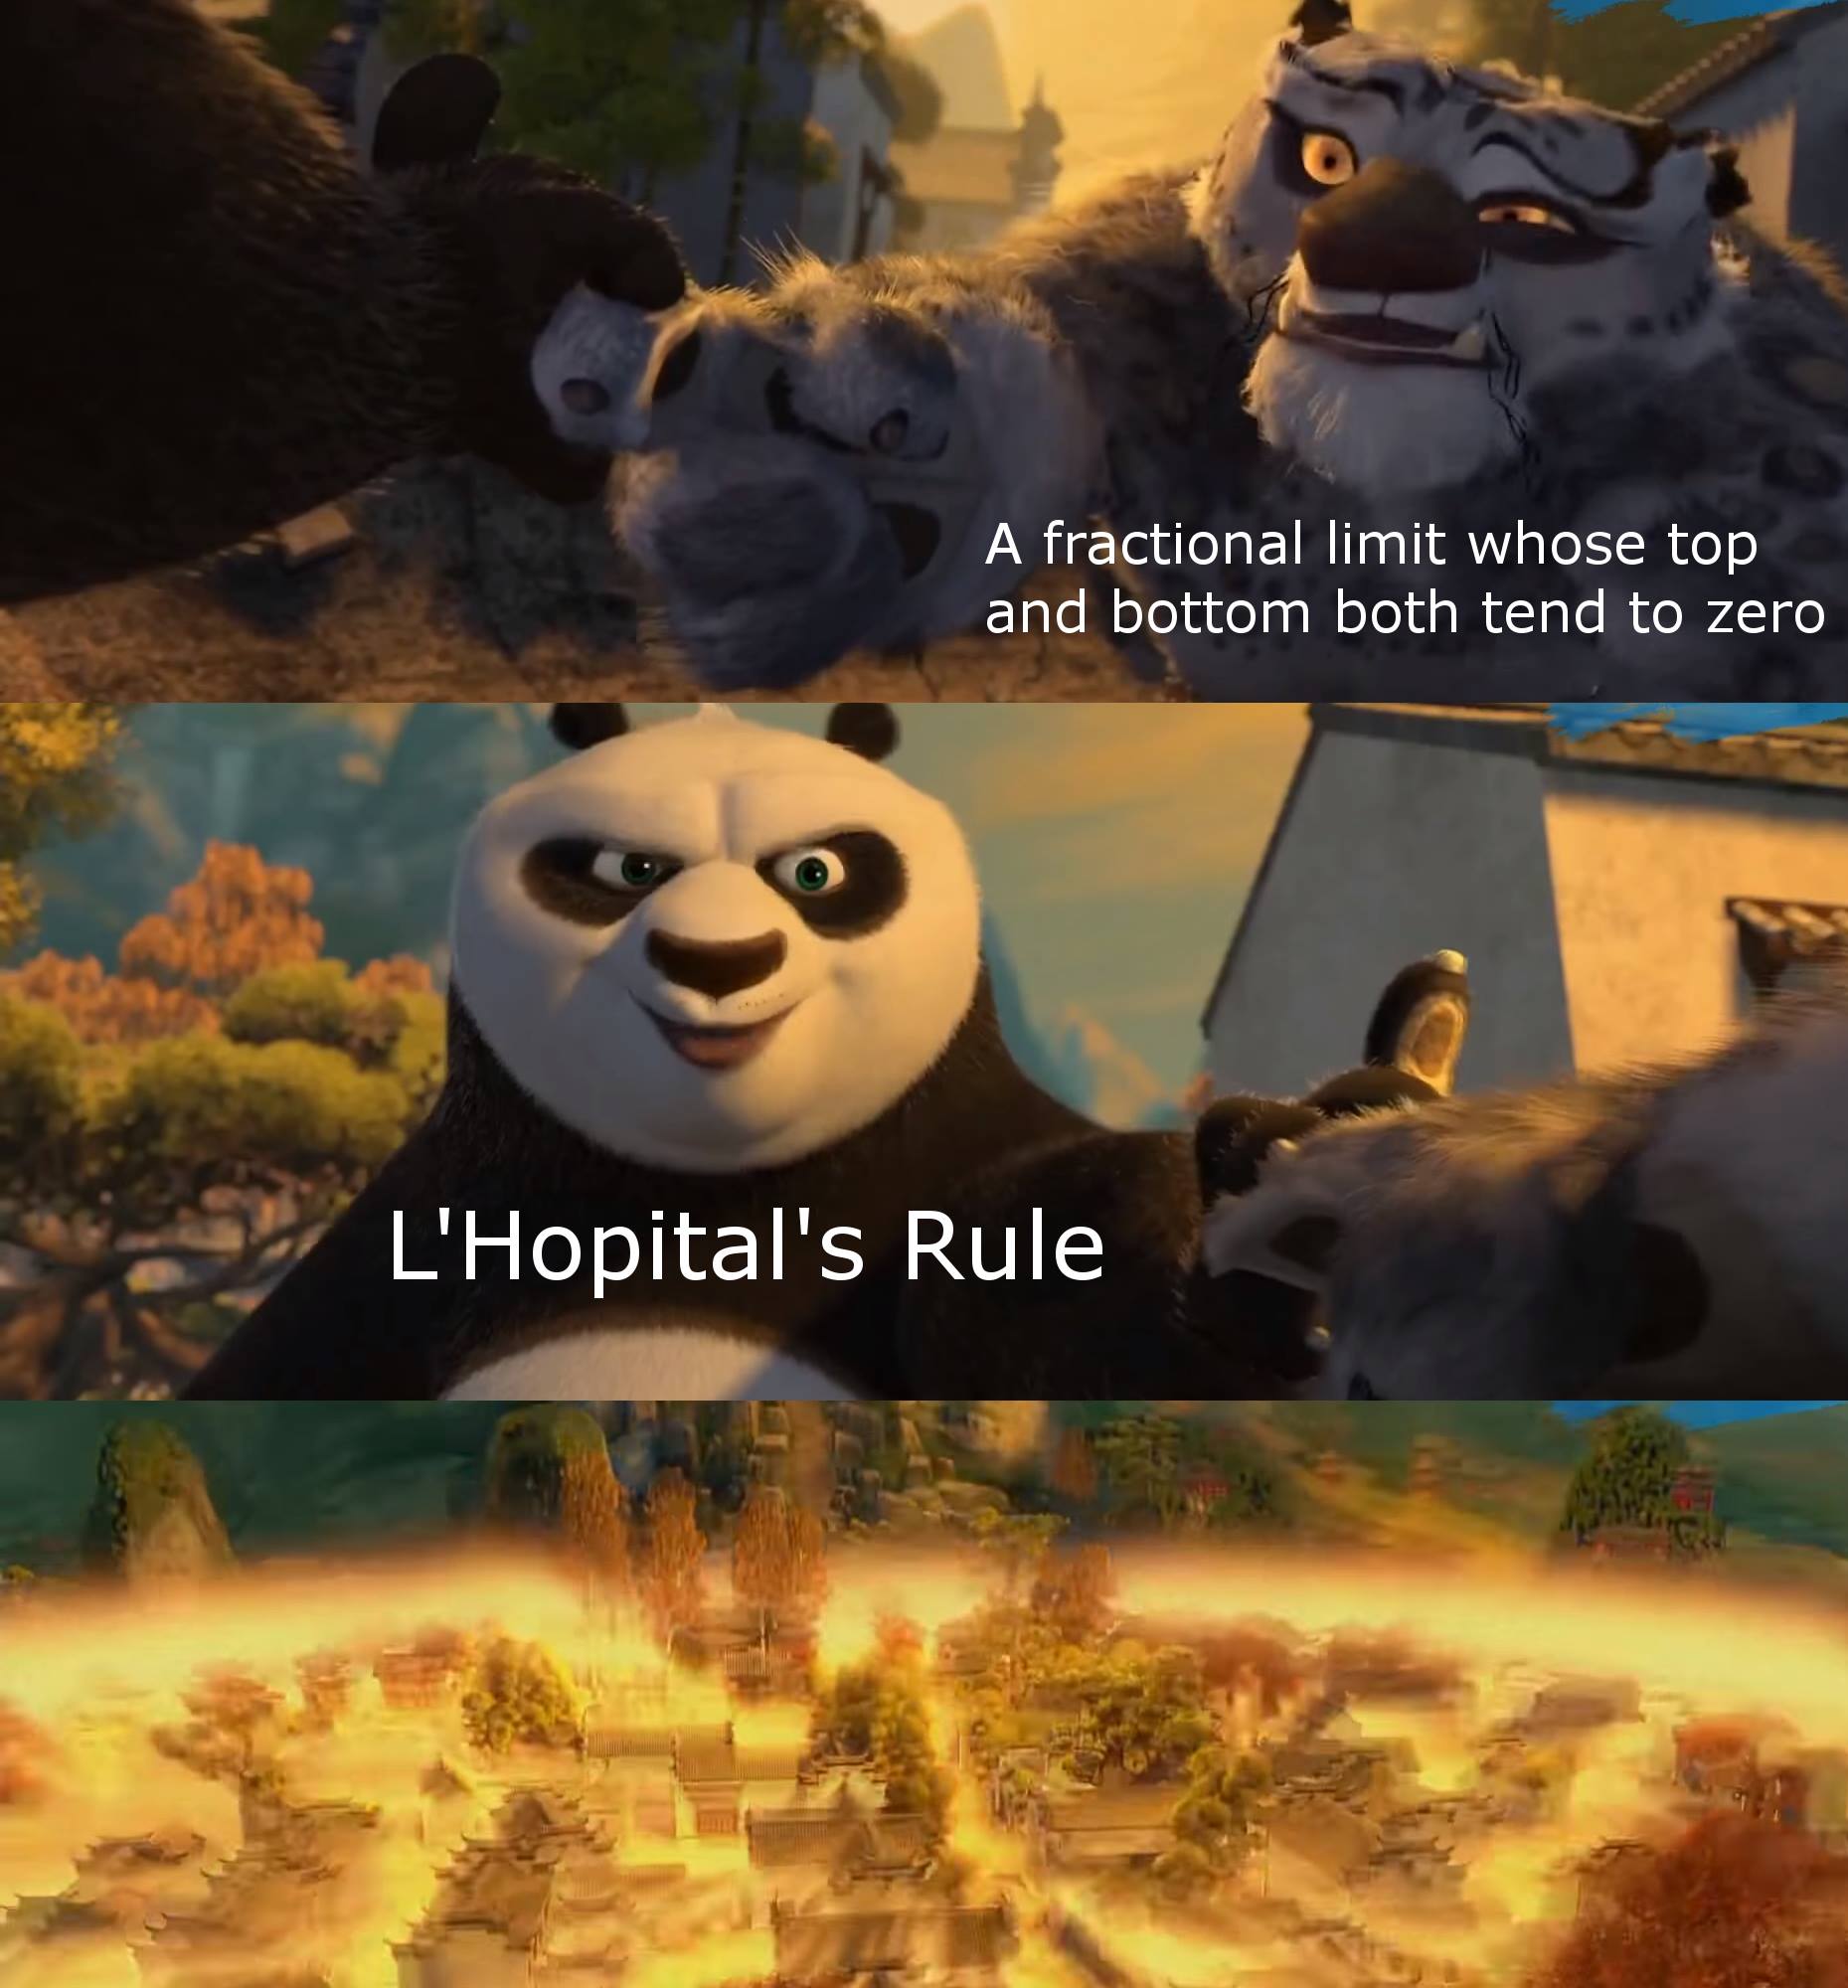 A fractional limit whose top
and bottom both tend to zero
L'Hopital's Rule